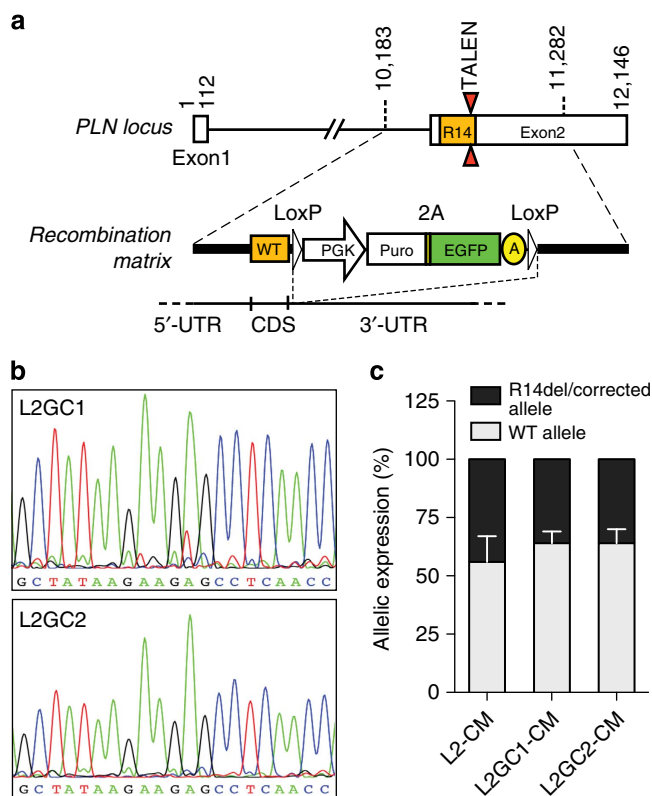 a
1
112
10,183
TALEN
11,282
12,146
PLN locus
R14
Exon2
Exon1
LoxP
2A
LoxP
Recombination
matrix
WT
PGK
Puro
EGFP
A
5′-UTR
CDS
3′-UTR
b
L2GC1
G C T A T A A G A A G A G C C T C A A C C
L2GC2
G C T A T A A G A A G A G C C T C A A C C
c
R14del/corrected
allele
WT allele
Allelic expression (%)
125
100
75
50
25
0
L2-CM
L2GC1-CM
L2GC2-CM